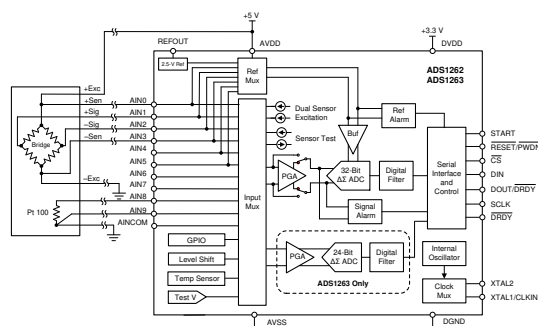 +5 V
+3.3 V
REFOUT
AVDD
DVDD
2.5-V Ref
Ref Mux
ADS1262
ADS1263
+Exc
+Sen
AIN0
+Sig
AIN1
–Sig
AIN2
–Sen
AIN3
AIN4
AIN5
AIN6
–Exc
AIN7
AIN8
AIN9
AINCOM
Bridge
Pt 100
Dual Sensor Excitation
Sensor Test
Input Mux
Buf
Ref Alarm
PGA
32-Bit ΔΣ ADC
Digital Filter
Signal Alarm
Serial Interface and Control
START
RESET/PWDN
CS
DIN
DOUT/DRDY
SCLK
DRDY
GPIO
Level Shift
Temp Sensor
Test V
PGA
24-Bit ΔΣ ADC
Digital Filter
ADS1263 Only
Internal Oscillator
Clock Mux
XTAL2
XTAL1/CLKIN
AVSS
DGND